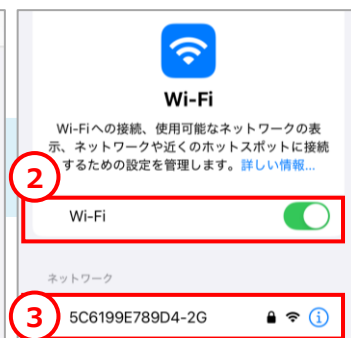 Wi-Fi
Wi-Fiへの接続、使用可能なネットワークの表
示、ネットワークや近くのホットスポットに接続
するための設定を管理します。詳しい情報...
②
Wi-Fi
ネットワーク
③
5C6199E789D4-2G